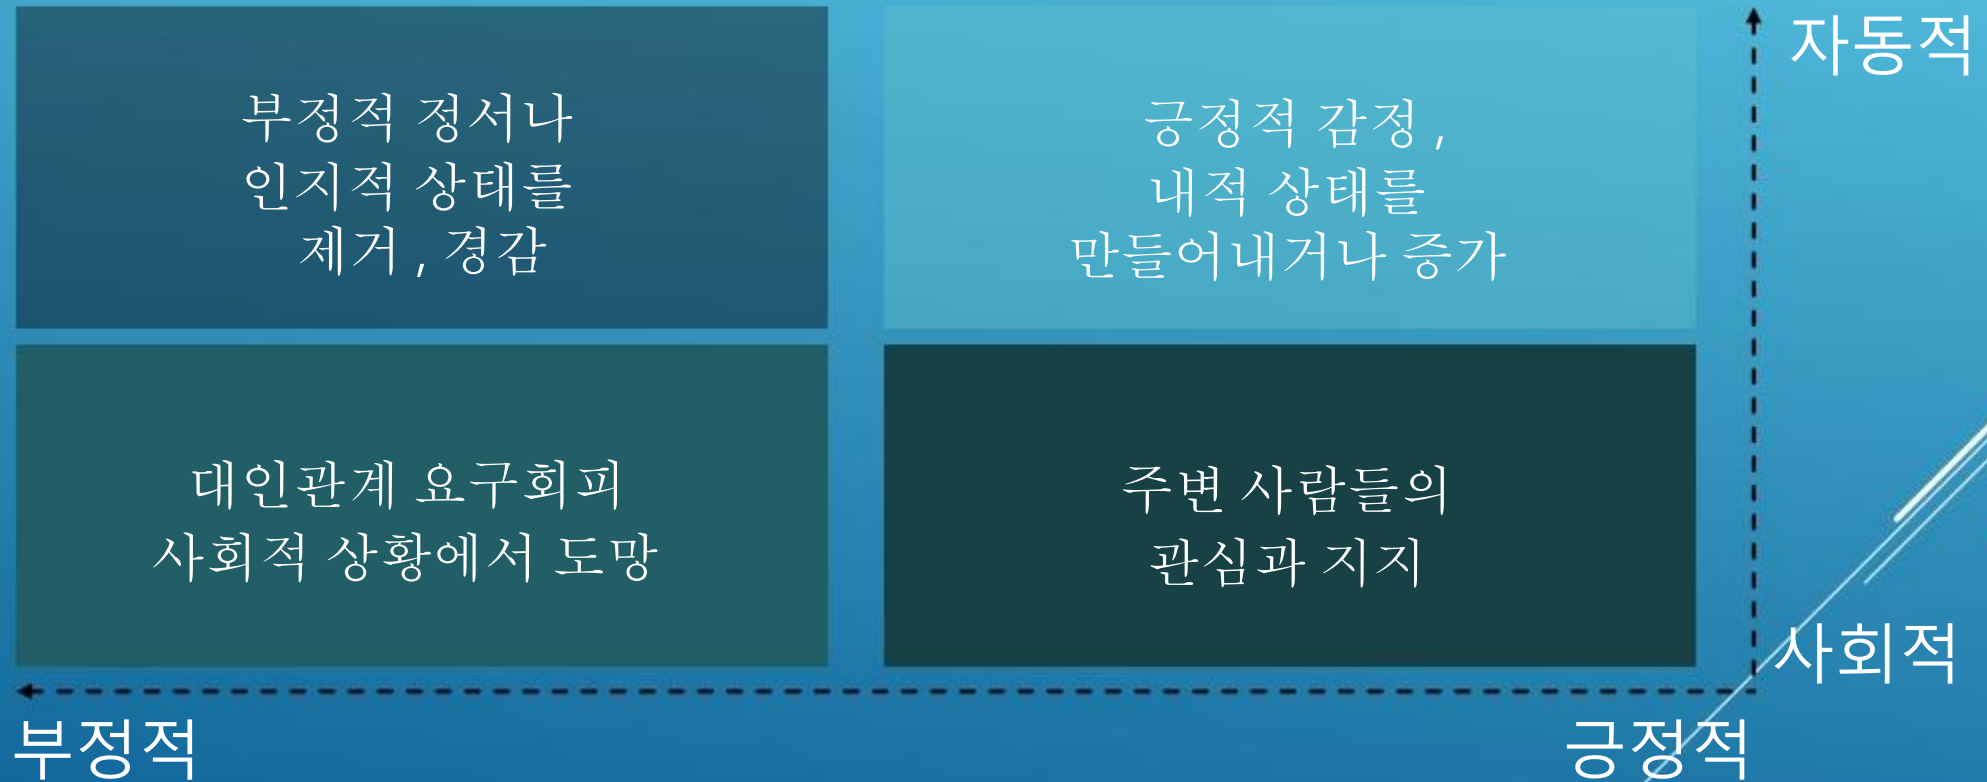 부정적 정서나
인지적 상태를
제거 , 경감
긍정적 감정 ,
내적 상태를
만들어내거나 증가
대인관계 요구회피
사회적 상황에서 도망
주변 사람들의
관심과 지지
자동적
사회적
부정적
긍정적